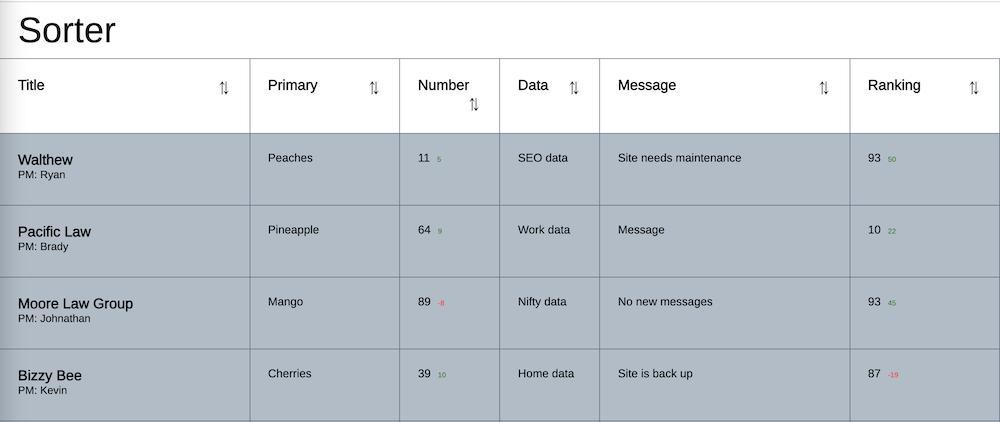 Sorter
Title Primary Number Data Message Ranking
Walthew Peaches 11 5 SEO data Site needs maintenance 93 50
PM: Ryan
Pacific Law Pineapple 64 9 Work data Message 10 22
PM: Brady
Moore Law Group Mango 89 -8 Nifty data No new messages 93 45
PM: Johnathan
Bizzy Bee Cherries 39 10 Home data Site is back up 87 -19
PM: Kevin